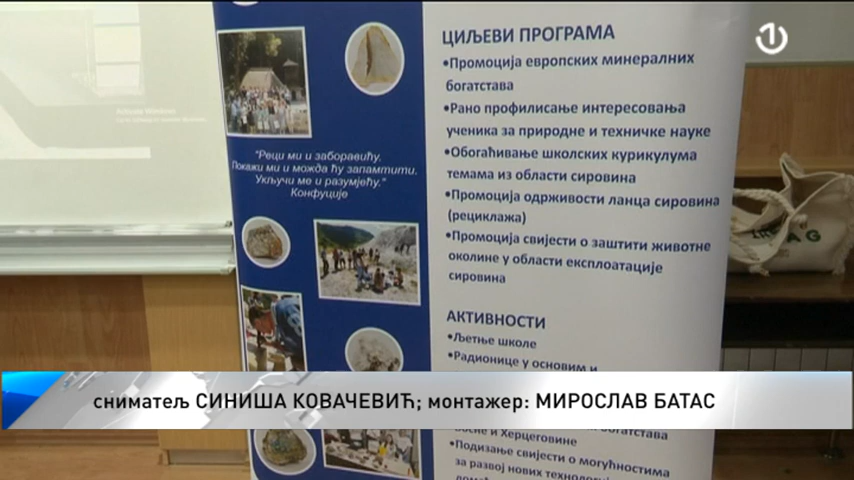 ЦИЉЕВИ ПРОГРАМА
•Промоција европских минералних
богатстава
•Рано профилисање интересовања
ученика за природне и техничке науке
•Обогаћивање школских курикулума
темама из области сировина
•Промоција одрживости ланца сировина
(рециклажа)
•Промоција свијести о заштити животне
околине у области експлоатације
сировина
"Реци ми и заборавићу.
Покажи ми и можда ћу запамтити.
Укључи ме и разумјећу."
Конфуције
АКТИВНОСТИ
•Љетње школе
•Радионице у основим и
сниматељ СИНИША КОВАЧЕВИЋ; монтажер: МИРОСЛАВ БАТАС
богатстава
Босне и Херцеговине
•Подизање свијести о могућностима
за развој нових